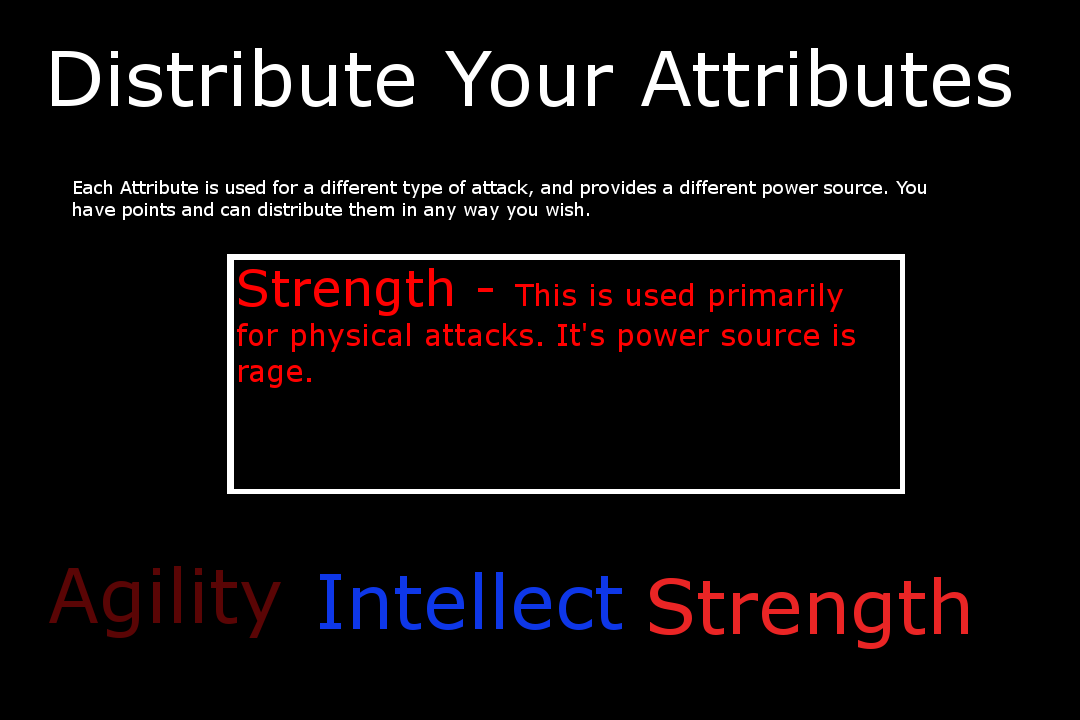 Distribute Your Attributes
Each Attribute is used for a different type of attack, and provides a different power source. You
have points and can distribute them in any way you wish.
Strength - This is used primarily
for physical attacks. It's power source is
rage.
Agility Intellect Strength